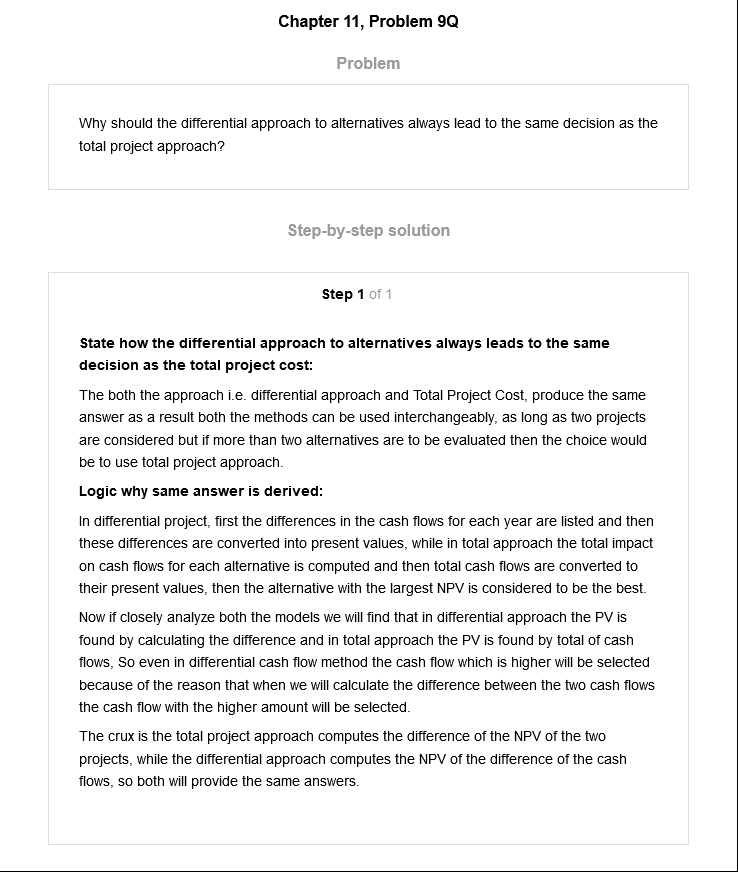 Chapter 11, Problem 9Q
Problem
Why should the differential approach to alternatives always lead to the same decision as the
total project approach?
Step-by-step solution
Step 1 of 1
State how the differential approach to alternatives always leads to the same
decision as the total project cost:
The both the approach i.e. differential approach and Total Project Cost, produce the same
answer as a result both the methods can be used interchangeably, as long as two projects
are considered but if more than two alternatives are to be evaluated then the choice would
be to use total project approach.
Logic why same answer is derived:
In differential project, first the differences in the cash flows for each year are listed and then
these differences are converted into present values, while in total approach the total impact
on cash flows for each alternative is computed and then total cash flows are converted to
their present values, then the alternative with the largest NPV is considered to be the best.
Now if closely analyze both the models we will find that in differential approach the PV is
found by calculating the difference and in total approach the PV is found by total of cash
flows, So even in differential cash flow method the cash flow which is higher will be selected
because of the reason that when we will calculate the difference between the two cash flows
the cash flow with the higher amount will be selected.
The crux is the total project approach computes the difference of the NPV of the two
projects, while the differential approach computes the NPV of the difference of the cash
flows, so both will provide the same answers.